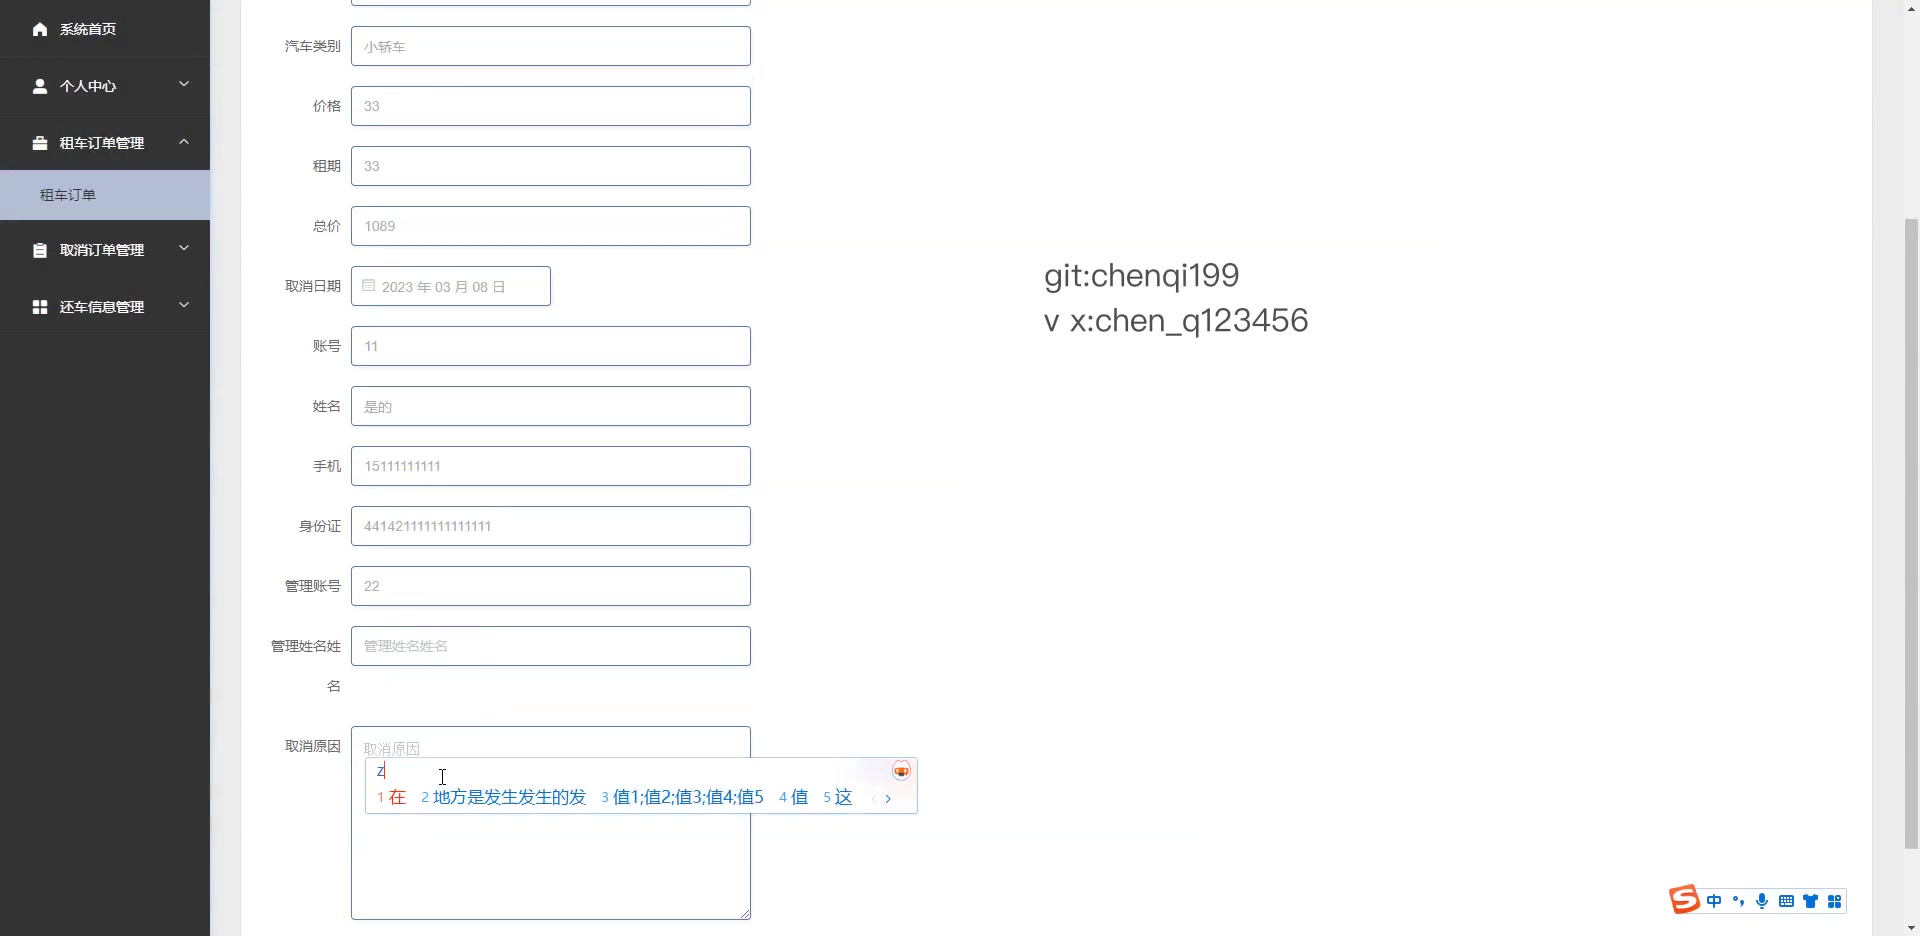 系统首页
个人中心
租车订单管理
租车订单
取消订单管理
还车信息管理
汽车类别 小轿车
价格 33
租期 33
总价 1089
取消日期 2023 年 03 月 08 日
账号 11
姓名 是的
手机 15111111111
身份证 441421111111111111
管理账号 22
管理姓名姓名 管理姓名姓名
取消原因 取消原因
z
1 在 2 地方是发生发生的发 3 值1;值2;值3;值4;值5 4 值 5 这
git:chenqi199
v x:chen_q123456
S 中